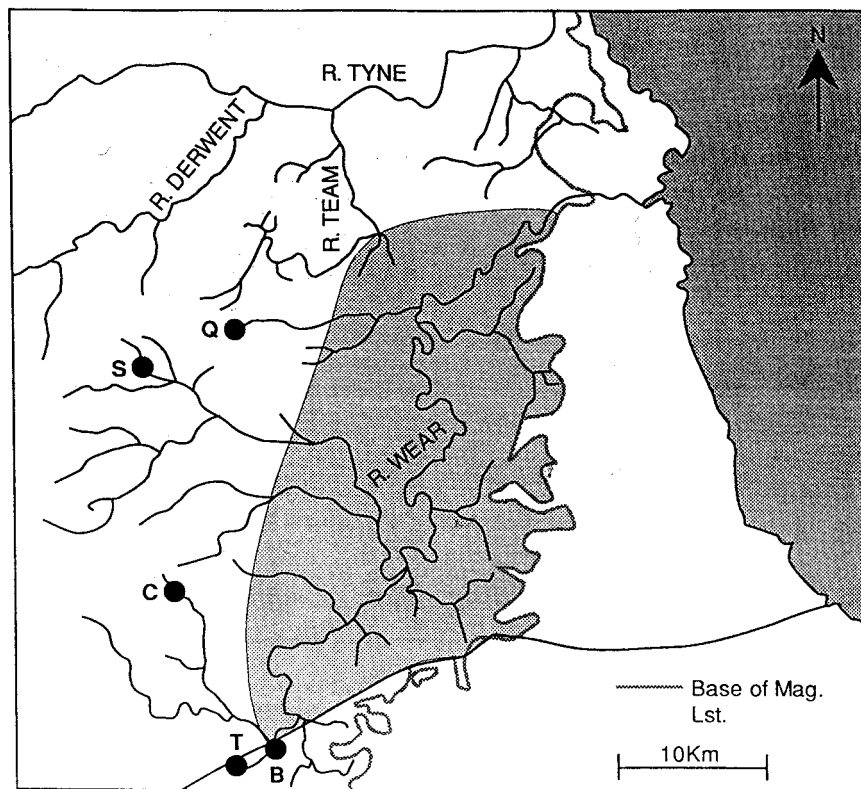 N
R. TYNE
R. DERWENT
R. TEAM
Q
S
R. WEAR
C
Base of Mag.
Lst.
T
B
10Km